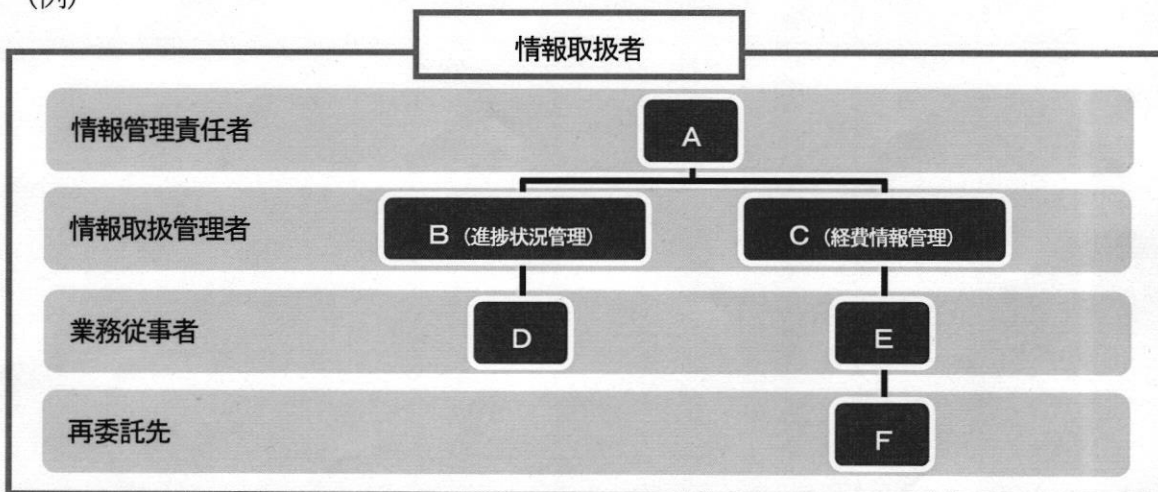 (例)
情報取扱者
情報管理責任者
A
情報取扱管理者
B (進捗状況管理)
C (経費情報管理)
業務従事者
D
E
再委託先
F